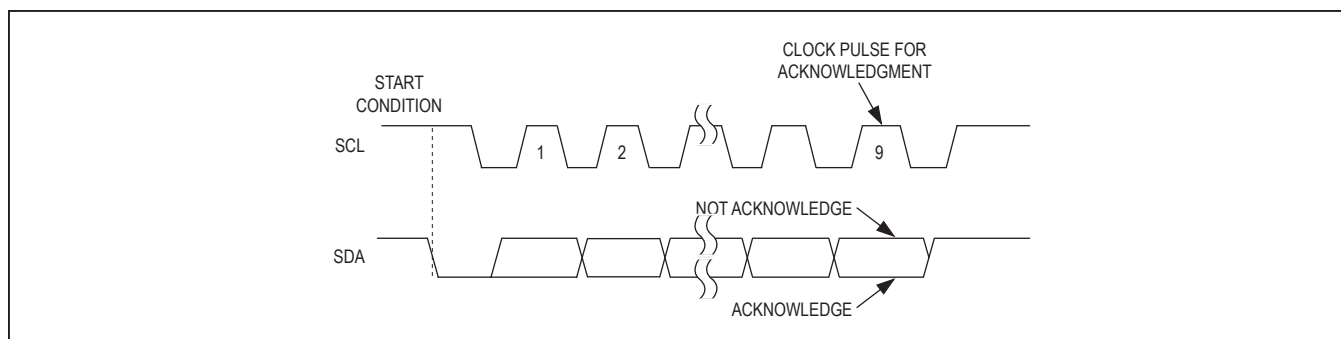 CLOCK PULSE FOR
ACKNOWLEDGMENT
START
CONDITION
SCL
1
2
9
NOT ACKNOWLEDGE
SDA
ACKNOWLEDGE